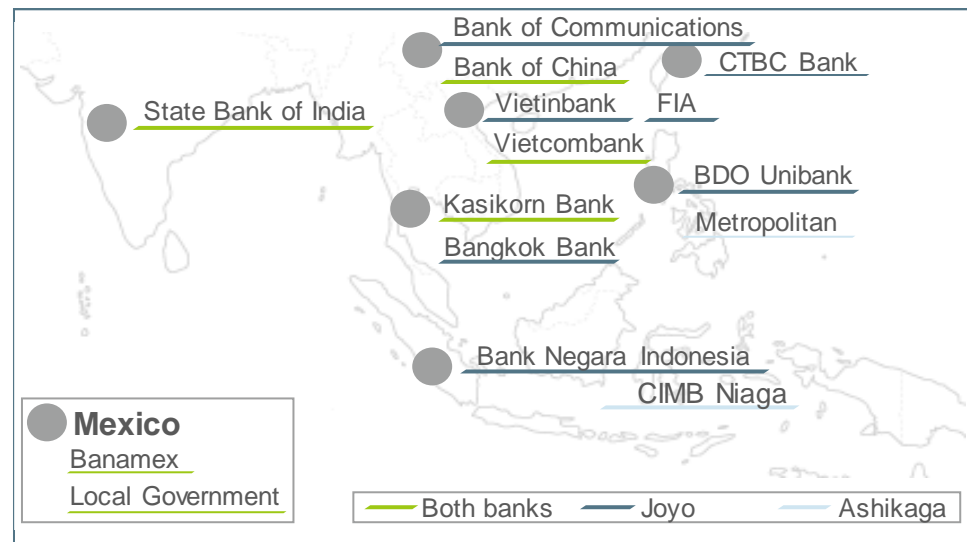 Bank of Communications
Bank of China
CTBC Bank
State Bank of India
Vietinbank
FIA
Vietcombank
BDO Unibank
Kasikorn Bank
Metropolitan
Bangkok Bank
Bank Negara Indonesia
CIMB Niaga
Mexico
Banamex
Local Government
Both banks
Joyo
Ashikaga